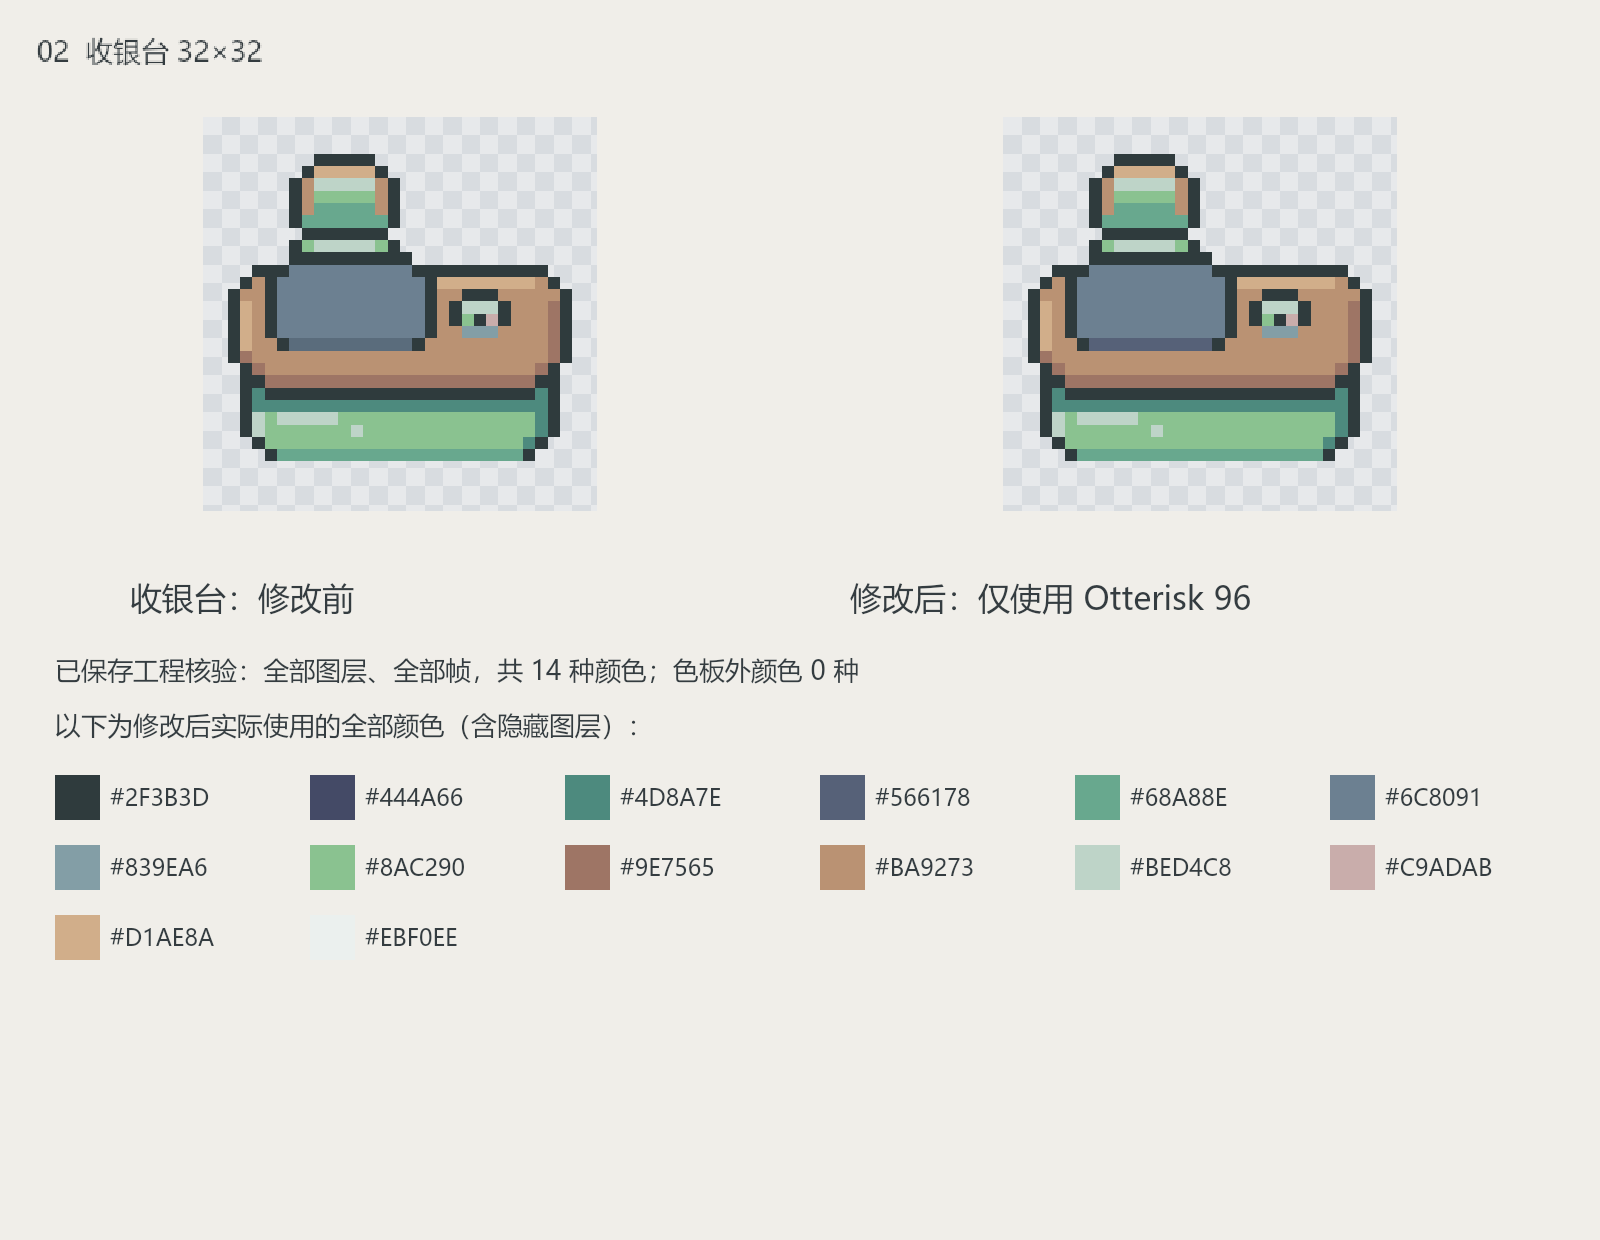 02 收银台 32×32
收银台：修改前
修改后：仅使用 Otterisk 96
已保存工程核验：全部图层、全部帧，共 14 种颜色；色板外颜色 0 种
以下为修改后实际使用的全部颜色（含隐藏图层）：
#2F3B3D #444A66 #4D8A7E #566178 #68A88E #6C8091
#839EA6 #8AC290 #9E7565 #BA9273 #BED4C8 #C9ADAB
#D1AE8A #EBF0EE